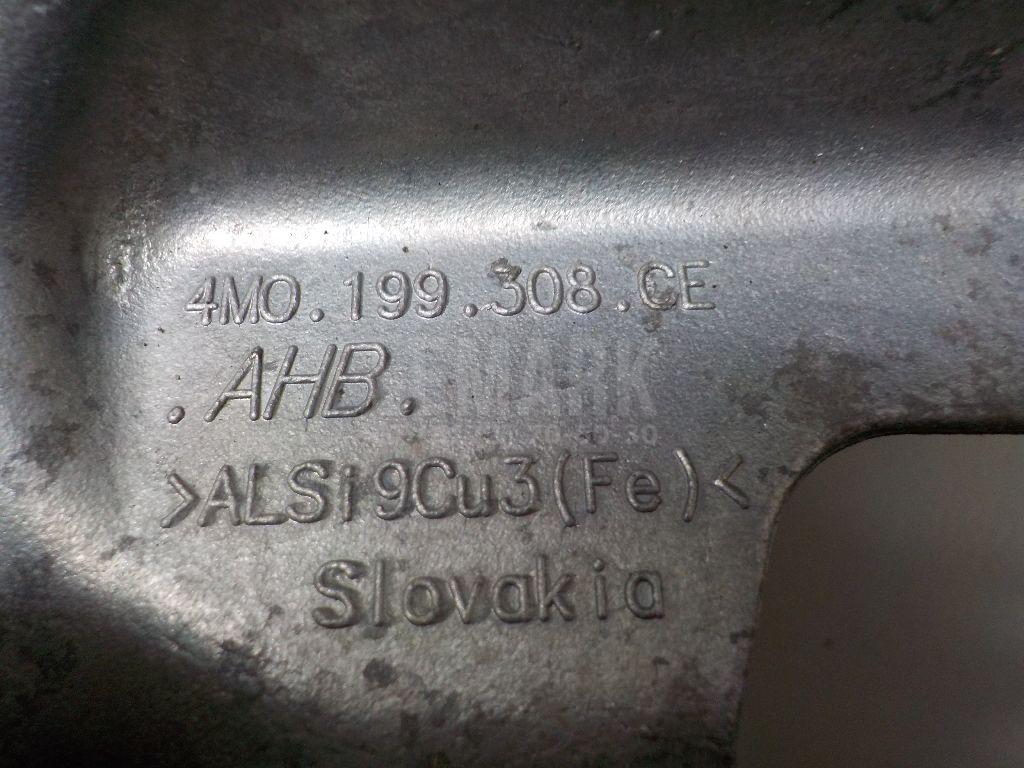 4M0.199.308.CE
.AHB.
>ALSi9Cu3(Fe)<
Slovakia